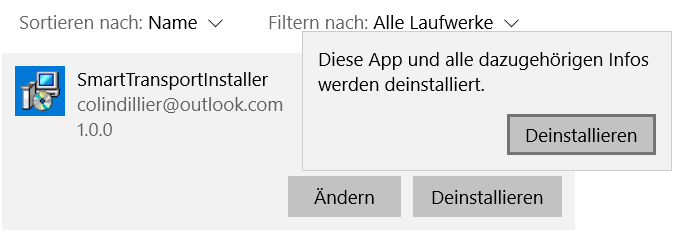 Sortieren nach: Name Filtern nach: Alle Laufwerke
Diese App und alle dazugehörigen Infos
werden deinstalliert.
Deinstallieren
SmartTransportInstaller
colindillier@outlook.com
1.0.0
Ändern Deinstallieren